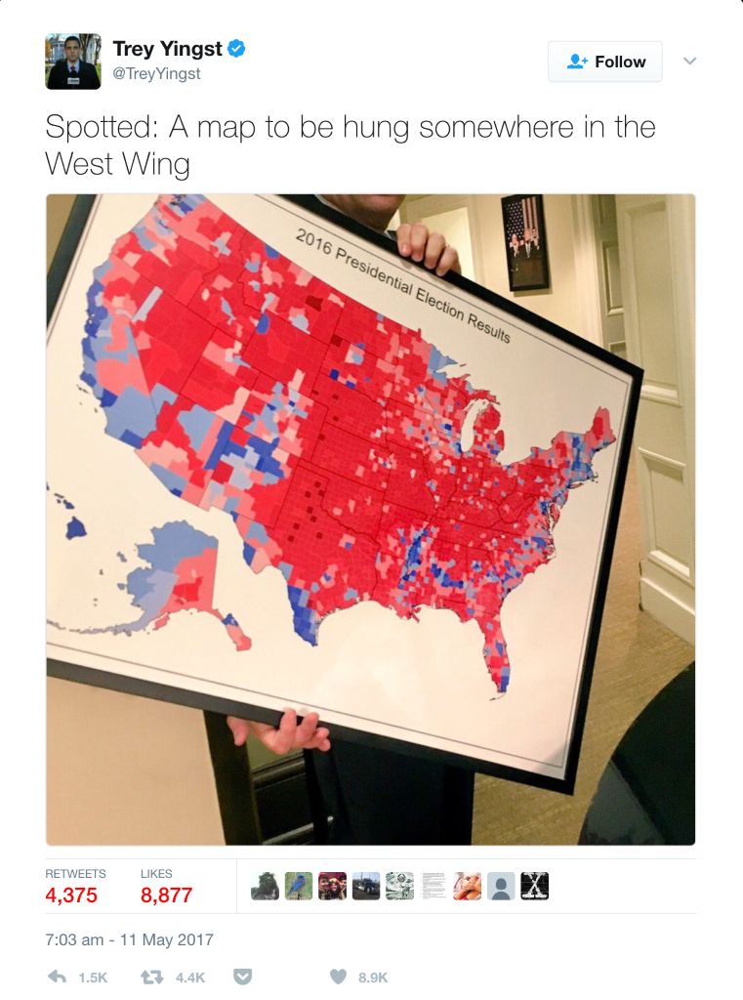 Trey Yingst
@TreyYingst
Follow
Spotted: A map to be hung somewhere in the
West Wing
2016 Presidential Election Results
RETWEETS
LIKES
4,375
8,877
7:03 am - 11 May 2017
1.5K
4.4K
8.9K